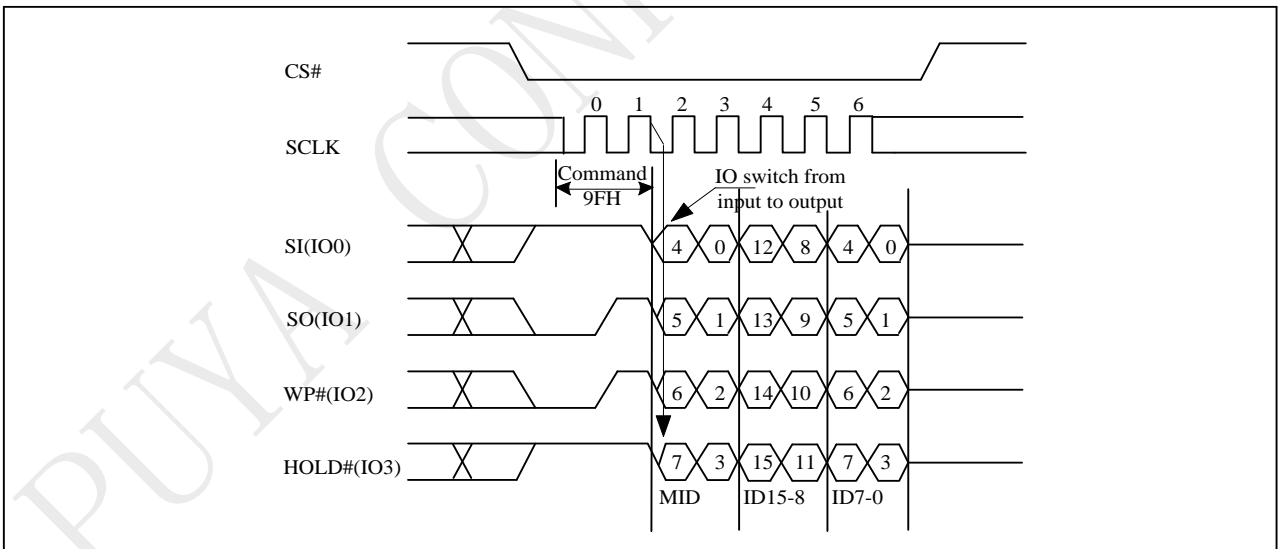 PUYA CONF
CS#
0 1 2 3 4 5 6
SCLK
Command
9FH
IO switch from
input to output
SI(IO0) 4 0 12 8 4 0
SO(IO1) 5 1 13 9 5 1
WP#(IO2) 6 2 14 10 6 2
HOLD#(IO3) 7 3 15 11 7 3
MID ID15-8 ID7-0